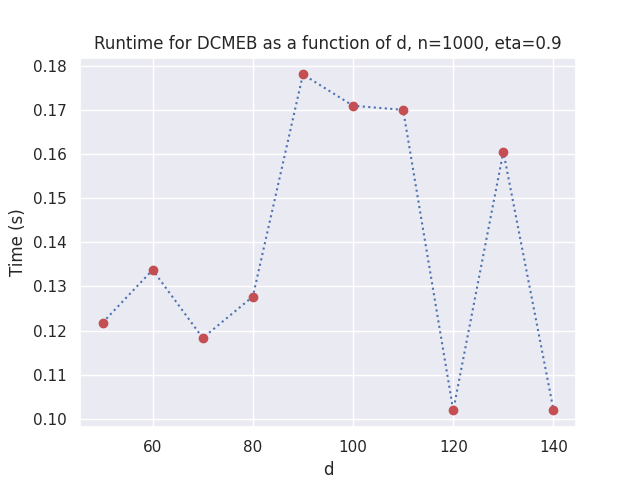 Runtime for DCMEB as a function of d, n=1000, eta=0.9
0.18
0.17
0.16
0.15
0.14
0.13
0.12
0.11
0.10
Time (s)
60 80 100 120 140
d